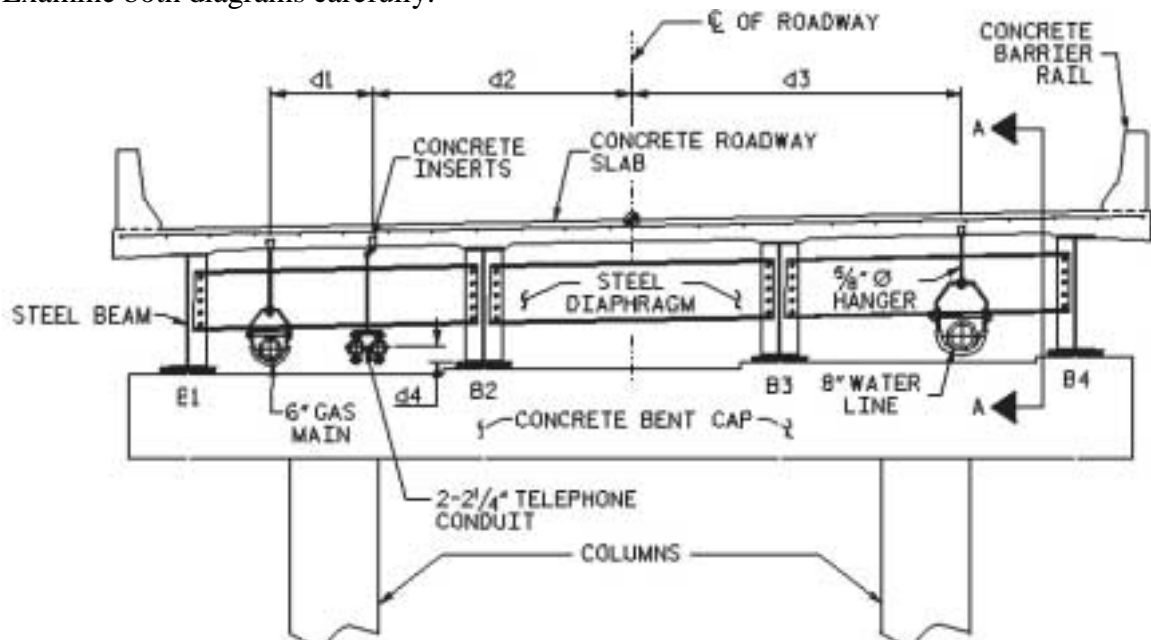 Examine both diagrams carefully.
℄ OF ROADWAY
CONCRETE
BARRIER
RAIL
d1
d2
d3
A
CONCRETE
INSERTS
CONCRETE ROADWAY
SLAB
STEEL BEAM
STEEL
DIAPHRAGM
5/8" Ø
HANGER
B1
d4
B2
B3
8" WATER
LINE
B4
A
6" GAS
MAIN
CONCRETE BENT CAP
2-2 1/4" TELEPHONE
CONDUIT
COLUMNS